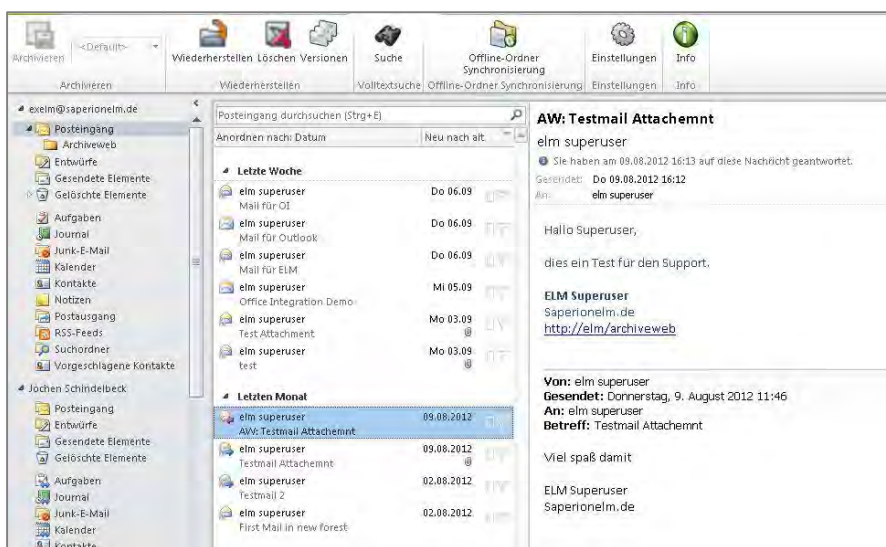 Archivieren
<Default>
Wiederherstellen
Löschen
Versionen
Suche
Offline-Ordner
Synchronisierung
Einstellungen
Info
Archivieren
Wiederherstellen
Volltextsuche
Offline-Ordner Synchronisierung
Einstellungen
Info
exelm@saperionelm.de
Posteingang
Archiveweb
Entwürfe
Gesendete Elemente
Gelöschte Elemente
Aufgaben
Journal
Junk-E-Mail
Kalender
Kontakte
Notizen
Postausgang
RSS-Feeds
Suchordner
Vorgeschlagene Kontakte
Jochen Schindelbeck
Posteingang
Entwürfe
Gesendete Elemente
Gelöschte Elemente
Aufgaben
Journal
Junk-E-Mail
Kalender
Kontakte
Posteingang durchsuchen (Strg+E)
Anordnen nach: Datum Neu nach alt
Letzte Woche
elm superuser Do 06.09
Mail für OI
elm superuser Do 06.09
Mail für Outlook
elm superuser Do 06.09
Mail für ELM
elm superuser Mi 05.09
Office Integration Demo
elm superuser Mo 03.09
Test Attachment
elm superuser Mo 03.09
test
Letzten Monat
elm superuser 09.08.2012
AW: Testmail Attachemnt
elm superuser 09.08.2012
Testmail Attachemnt
elm superuser 02.08.2012
Testmail 2
elm superuser 02.08.2012
First Mail in new forest
AW: Testmail Attachemnt
elm superuser
Sie haben am 09.08.2012 16:13 auf diese Nachricht geantwortet.
Gesendet: Do 09.08.2012 16:12
An: elm superuser
Hallo Superuser,
dies ein Test für den Support.
ELM Superuser
Saperionelm.de
http://elm/archiveweb
Von: elm superuser
Gesendet: Donnerstag, 9. August 2012 11:46
An: elm superuser
Betreff: Testmail Attachemnt
Viel spaß damit
ELM Superuser
Saperionelm.de